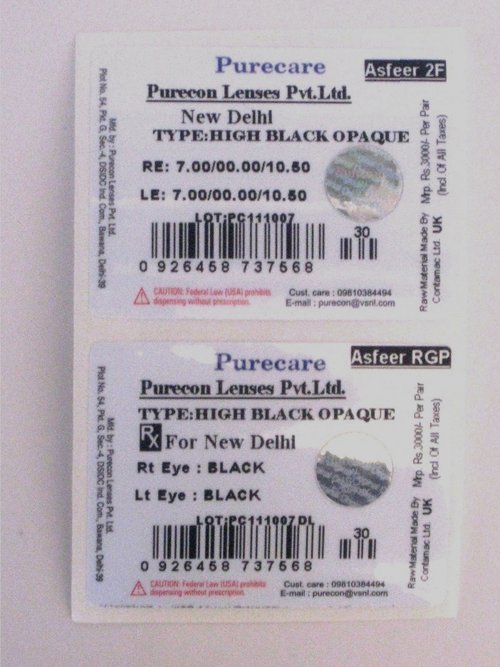 Purecare
Asfeer 2F
Purecon Lenses Pvt.Ltd.
New Delhi
TYPE:HIGH BLACK OPAQUE
RE: 7.00/00.00/10.50
LE: 7.00/00.00/10.50
LOT:PC111007
30
0 926458 737568
CAUTION: Federal Law (USA) prohibits
dispensing without prescription.
Cust. care : 09810384494
E-mail : purecon@vsnl.com
Mfd. by : Purecon Lenses Pvt. Ltd.
Plot No. 54, Pkt. G, Sec.-4, DSIDC Ind. Com., Bawana, Delhi-39
Raw Material Made By
Contamac Ltd. UK
Mrp. Rs.3000/- Per Pair
(Incl. Of All Taxes)
Purecare
Asfeer RGP
Purecon Lenses Pvt.Ltd.
TYPE:HIGH BLACK OPAQUE
Rx For New Delhi
Rt Eye : BLACK
Lt Eye : BLACK
LOT:PC111007DL
30
0 926458 737568
CAUTION: Federal Law (USA) prohibits
dispensing without prescription.
Cust. care : 09810384494
E-mail : purecon@vsnl.com
Mfd. by : Purecon Lenses Pvt. Ltd.
Plot No. 54, Pkt. G, Sec.-4, DSIDC Ind. Com., Bawana, Delhi-39
Raw Material Made By
Contamac Ltd. UK
Mrp. Rs.3000/- Per Pair
(Incl. Of All Taxes)